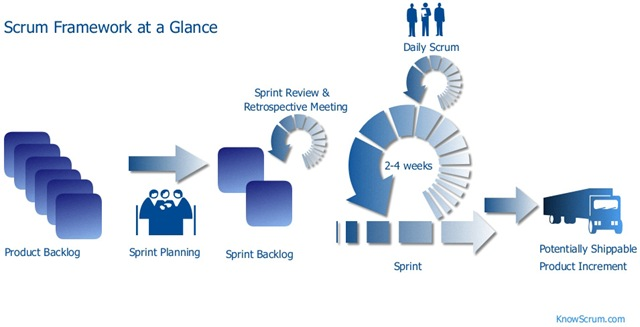 Scrum Framework at a Glance
Daily Scrum
Sprint Review &
Retrospective Meeting
2-4 weeks
Product Backlog
Sprint Planning
Sprint Backlog
Sprint
Potentially Shippable
Product Increment
KnowScrum.com